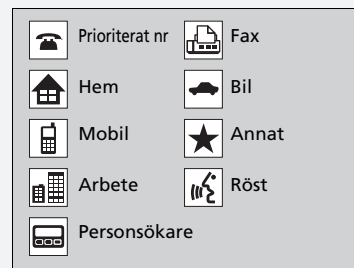 Prioriterat nr Fax
Hem Bil
Mobil Annat
Arbete Röst
Personsökare